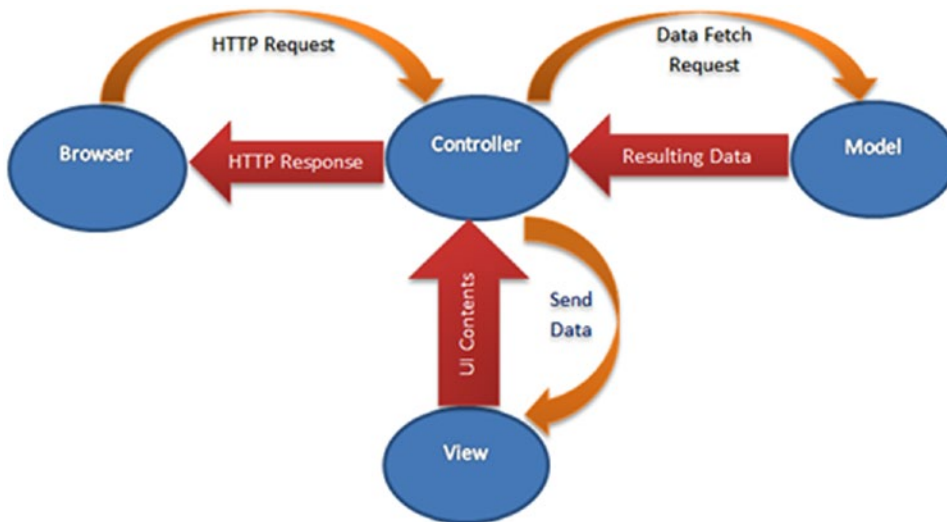 HTTP Request
Data Fetch
Request
Browser
HTTP Response
Controller
Resulting Data
Model
UI Contents
Send
Data
View